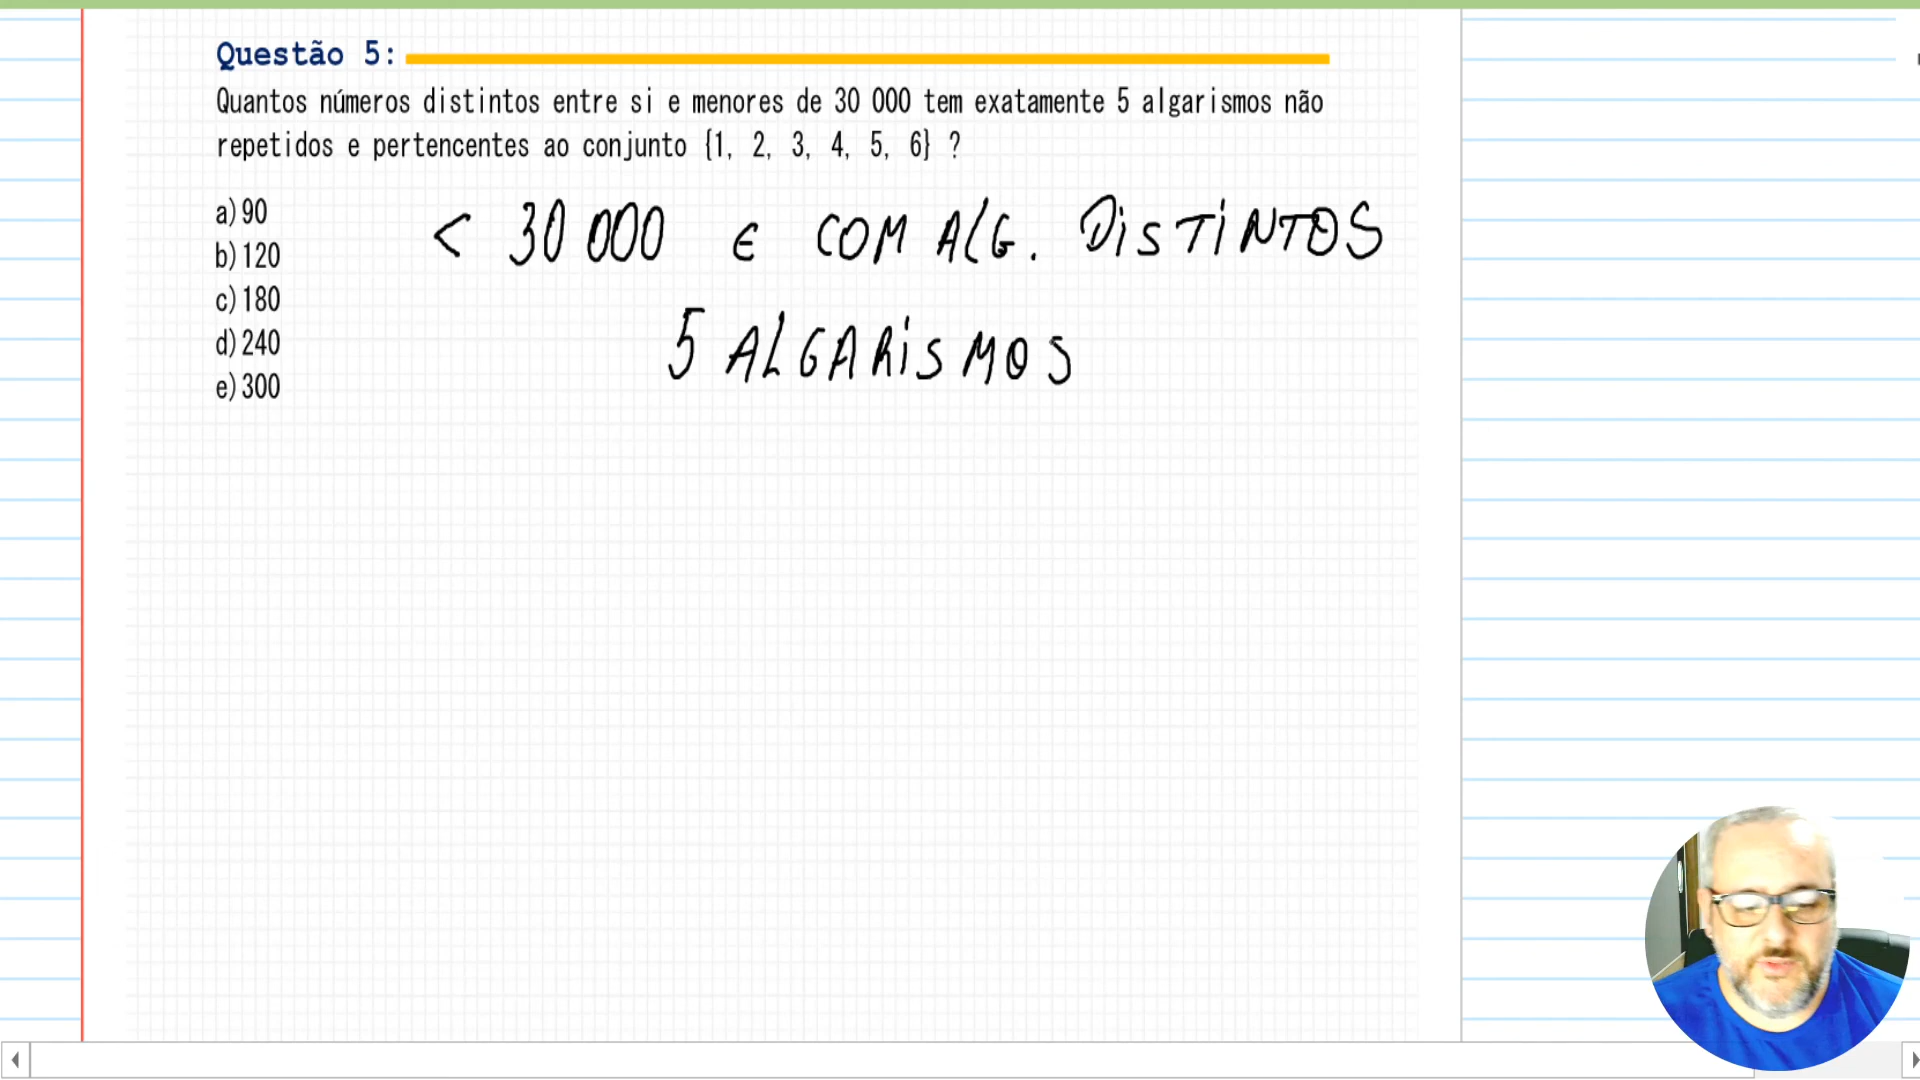 Questão 5:
Quantos números distintos entre si e menores de 30 000 tem exatamente 5 algarismos não
repetidos e pertencentes ao conjunto {1, 2, 3, 4, 5, 6} ?
a)90
b)120
c)180
d)240
e)300
< 30 000 E COM ALG. DISTINTOS
5 ALGARISMOS